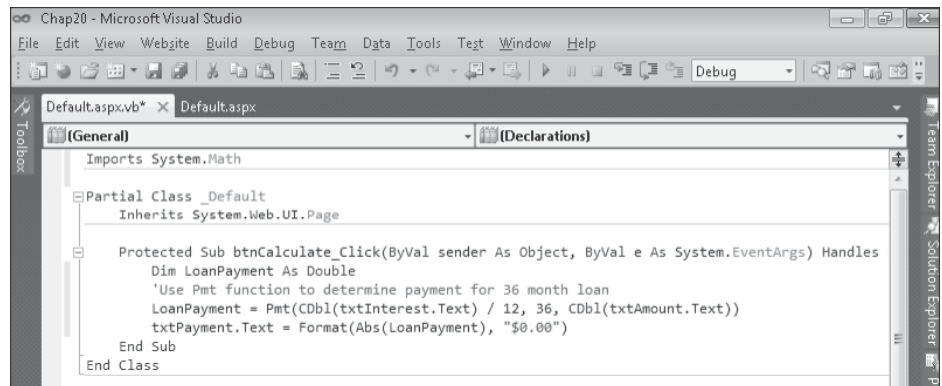 Chap20 - Microsoft Visual Studio
File Edit View Website Build Debug Team Data Tools Test Window Help
Debug
Default.aspx.vb* Default.aspx
(General) (Declarations)
Toolbox
Imports System.Math
Partial Class _Default
Inherits System.Web.UI.Page
Protected Sub btnCalculate_Click(ByVal sender As Object, ByVal e As System.EventArgs) Handles
Dim LoanPayment As Double
'Use Pmt function to determine payment for 36 month loan
LoanPayment = Pmt(CDbl(txtInterest.Text) / 12, 36, CDbl(txtAmount.Text))
txtPayment.Text = Format(Abs(LoanPayment), "$0.00")
End Sub
End Class
Team Explorer
Solution Explorer